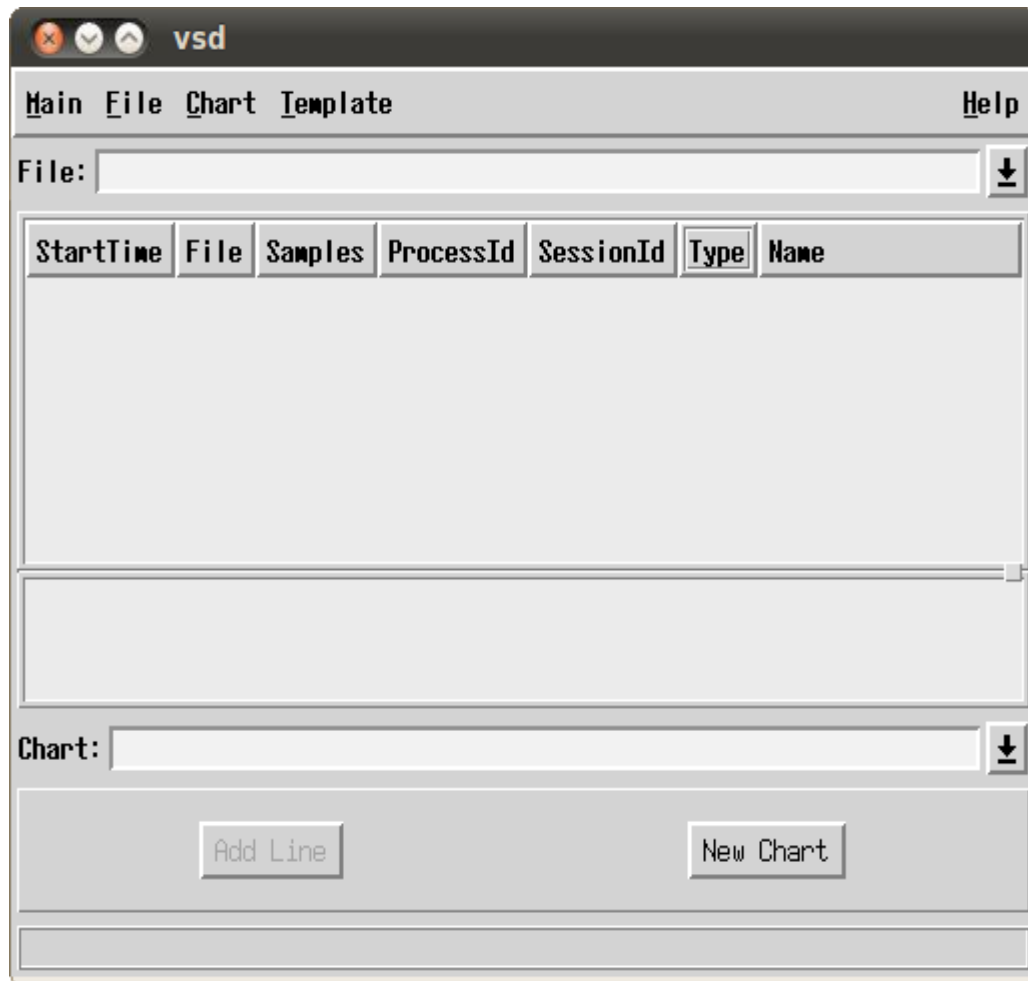 vsd
Main File Chart Template Help
File:
StartTime File Samples ProcessId SessionId Type Name
Chart:
Add Line New Chart